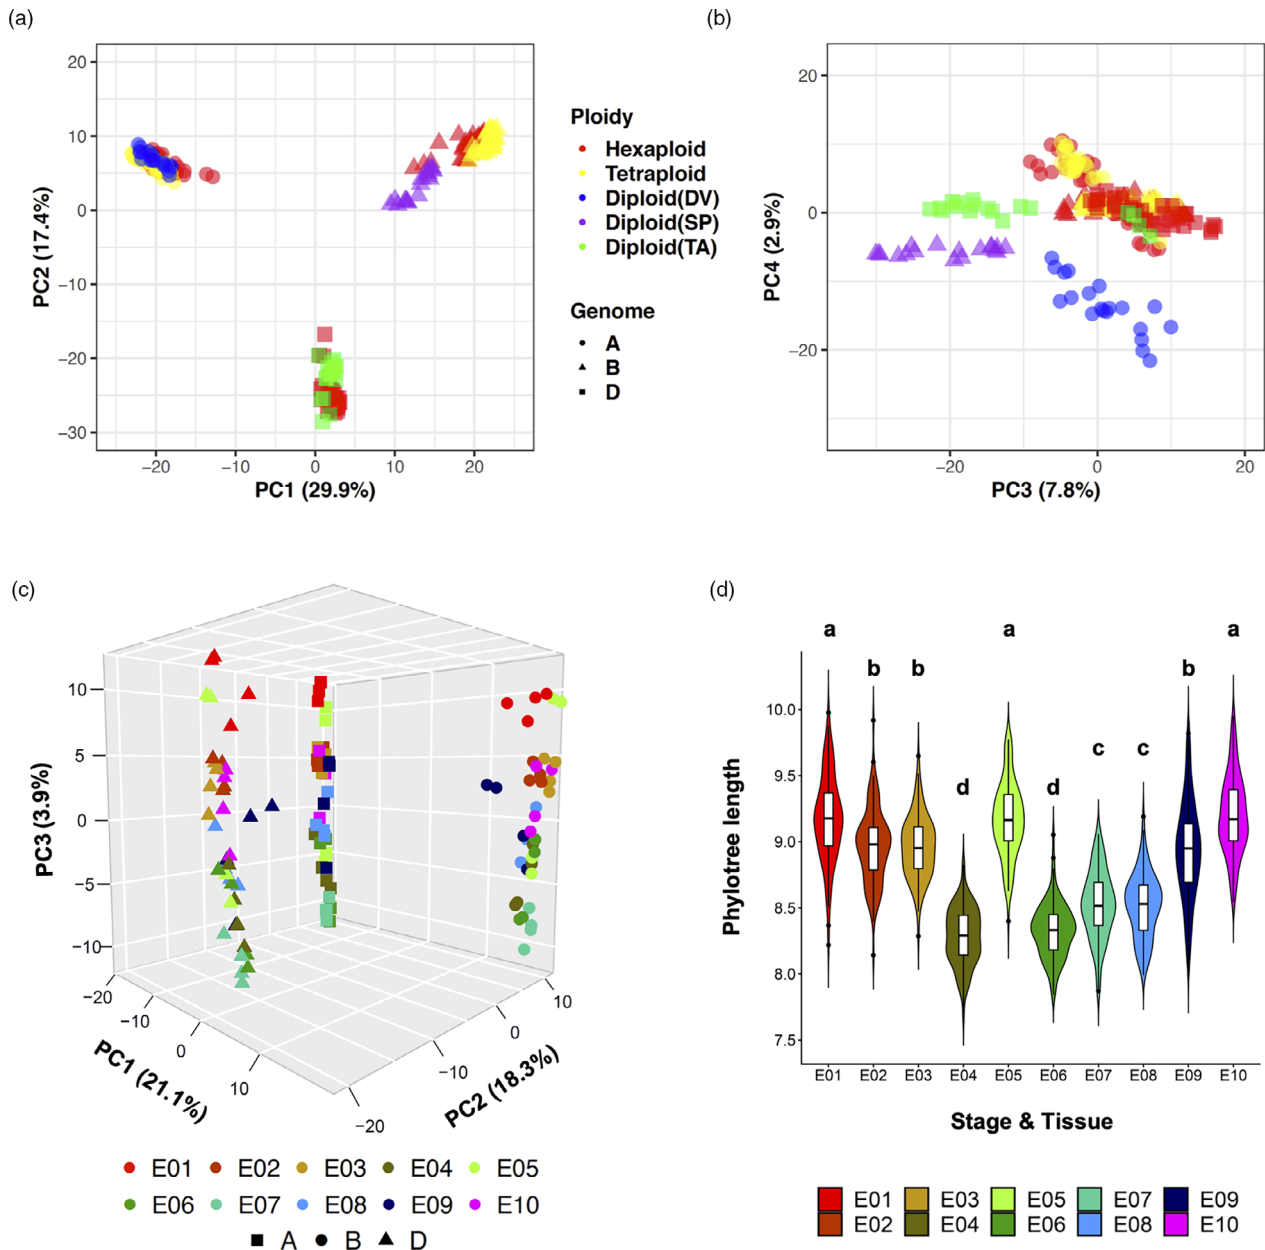 (a)
20
10
0
−10
−20
−30
PC2 (17.4%)
−20 −10 0 10 20
PC1 (29.9%)
Ploidy
Hexaploid
Tetraploid
Diploid(DV)
Diploid(SP)
Diploid(TA)
Genome
A
B
D
(b)
20
0
−20
PC4 (2.9%)
−20 0 20
PC3 (7.8%)
(c)
10
5
0
−5
−10
PC3 (3.9%)
−20
−10
0
10
PC1 (21.1%)
10
0
−10
−20
PC2 (18.3%)
E01 E02 E03 E04 E05
E06 E07 E08 E09 E10
A B D
(d)
a a a
b b b
c c
d d
10.0
9.5
9.0
8.5
8.0
7.5
Phylotree length
E01 E02 E03 E04 E05 E06 E07 E08 E09 E10
Stage & Tissue
E01 E03 E05 E07 E09
E02 E04 E06 E08 E10